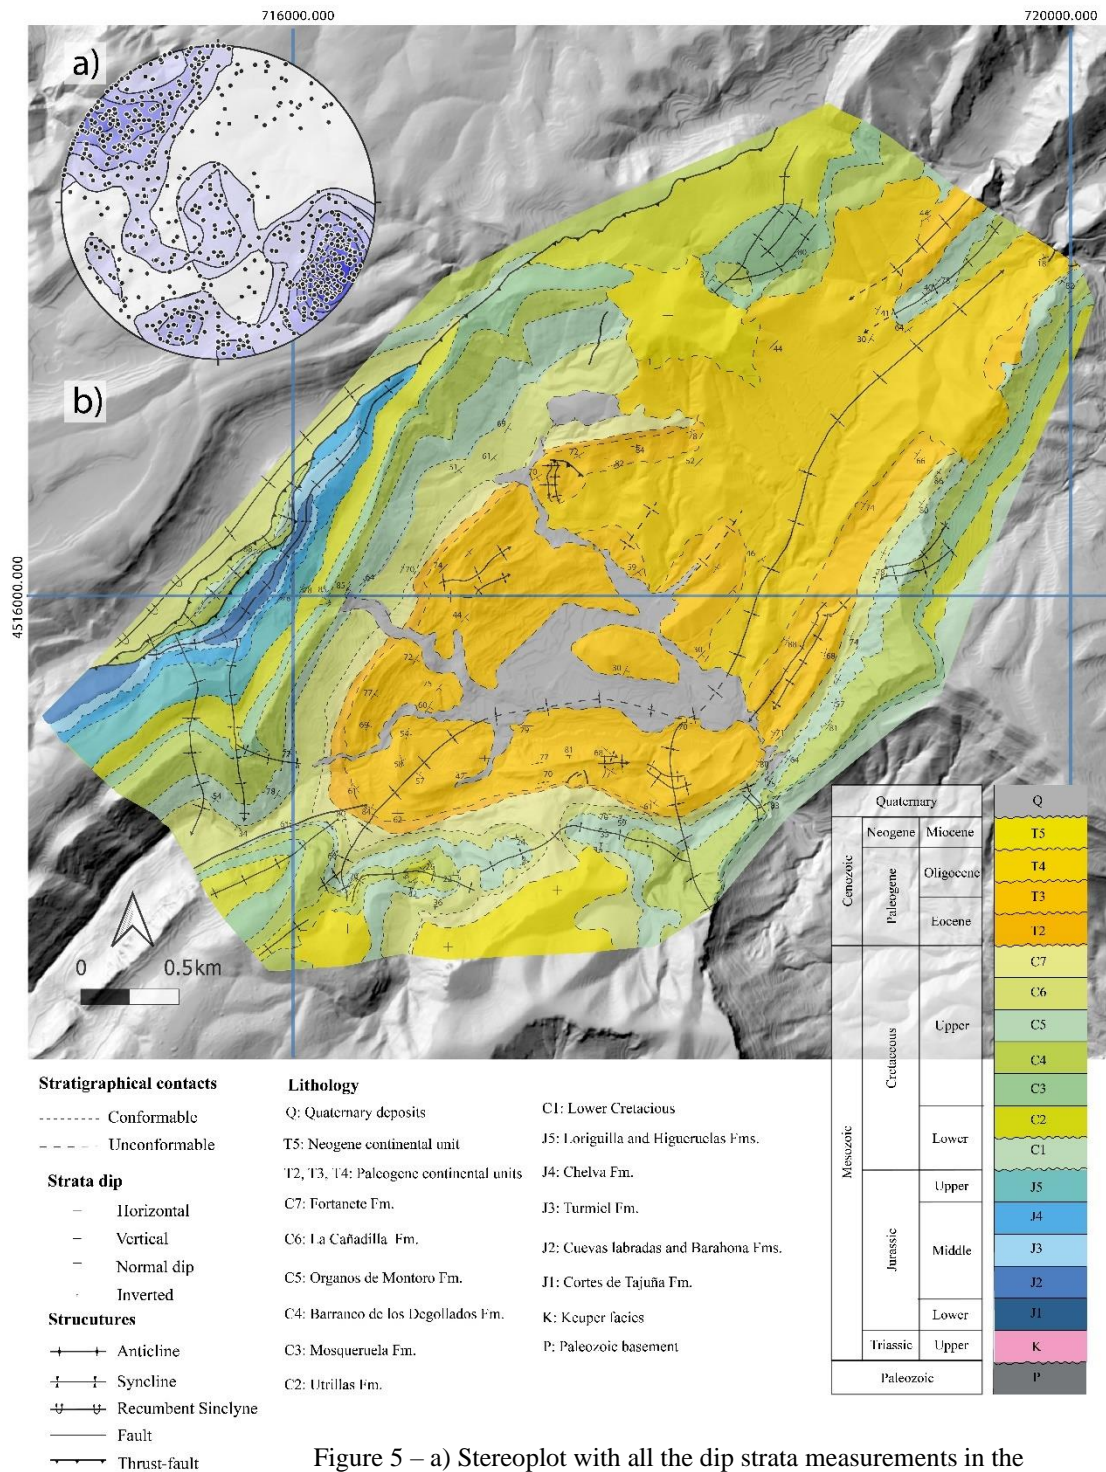 716000.000
720000.000
a)
b)
4516000.000
0 0.5km
Quaternary Q
Cenozoic
Neogene Miocene T5
Paleogene
Oligocene T4
T3
Eocene T2
Mesozoic
Cretaceous
Upper
C7
C6
C5
C4
C3
Lower
C2
C1
Jurassic
Upper J5
Middle
J4
J3
J2
Lower J1
Triassic Upper K
Paleozoic P
Stratigraphical contacts
Conformable
Unconformable
Strata dip
Horizontal
Vertical
Normal dip
Inverted
Strucutures
Anticline
Syncline
Recumbent Sinclyne
Fault
Thrust-fault
Lithology
Q: Quaternary deposits
T5: Neogene continental unit
T2, T3, T4: Paleogene continental units
C7: Fortanete Fm.
C6: La Cañadilla Fm.
C5: Organos de Montoro Fm.
C4: Barranco de los Degollados Fm.
C3: Mosqueruela Fm.
C2: Utrillas Fm.
C1: Lower Cretacious
J5: Loriguilla and Higueruelas Fms.
J4: Chelva Fm.
J3: Turmiel Fm.
J2: Cuevas labradas and Barahona Fms.
J1: Cortes de Tajuña Fm.
K: Keuper facies
P: Paleozoic basement
Figure 5 – a) Stereoplot with all the dip strata measurements in the